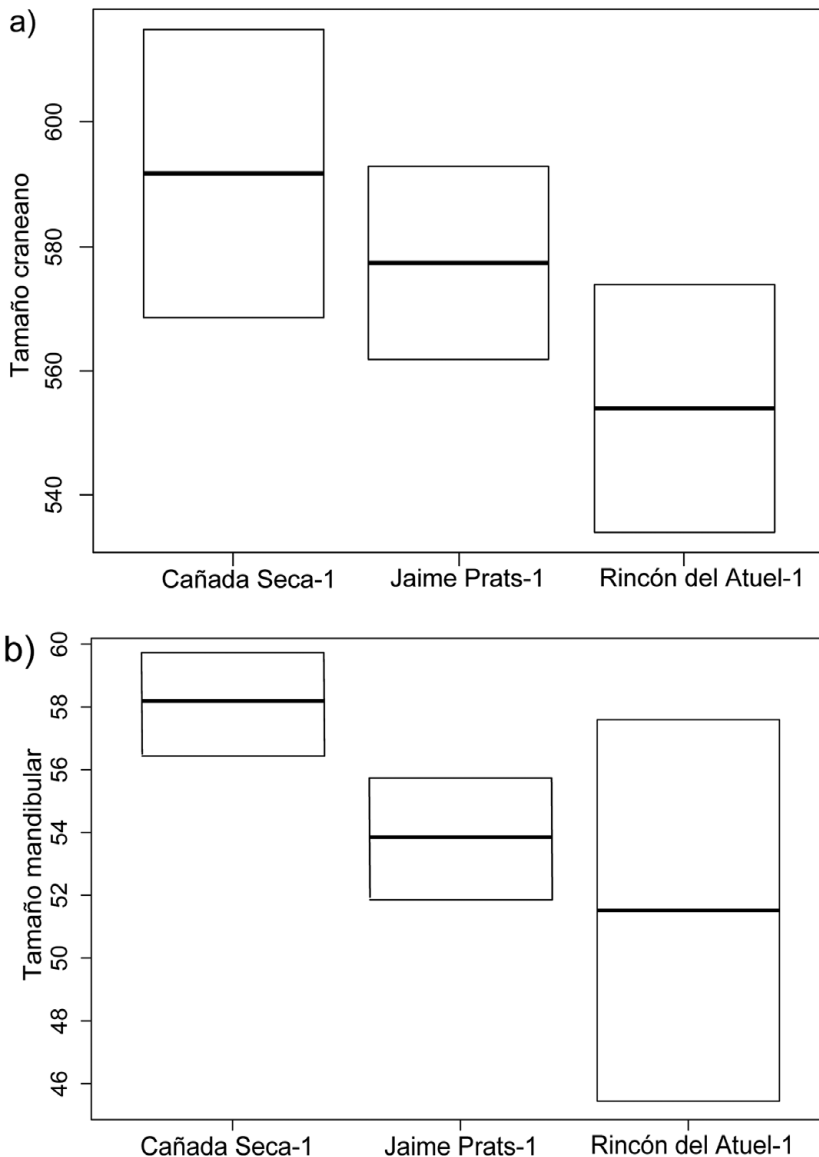 a)
Tamaño craneano
600
580
560
540
Cañada Seca-1 Jaime Prats-1 Rincón del Atuel-1
b)
Tamaño mandibular
60
58
56
54
52
50
48
46
Cañada Seca-1 Jaime Prats-1 Rincón del Atuel-1